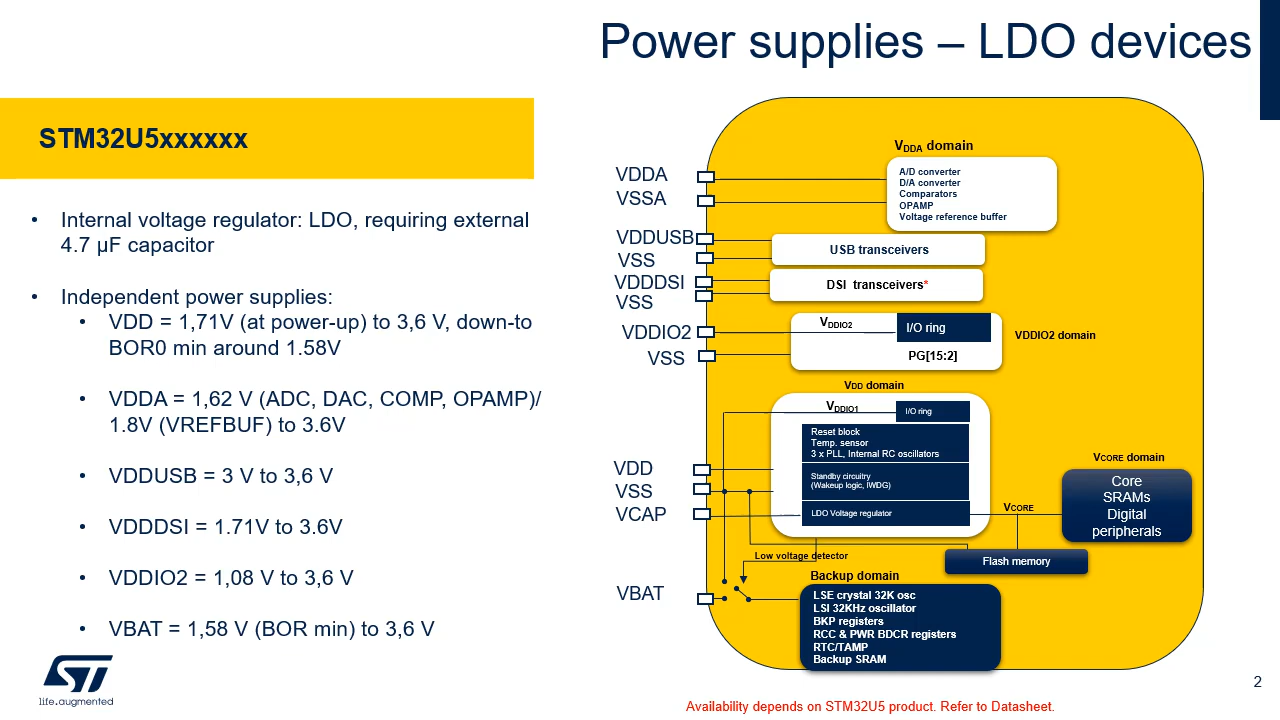 Power supplies – LDO devices
STM32U5xxxxxx
• Internal voltage regulator: LDO, requiring external
4.7 µF capacitor
• Independent power supplies:
• VDD = 1,71V (at power-up) to 3,6 V, down-to
BOR0 min around 1.58V
• VDDA = 1,62 V (ADC, DAC, COMP, OPAMP)/
1.8V (VREFBUF) to 3.6V
• VDDUSB = 3 V to 3,6 V
• VDDDSI = 1.71V to 3.6V
• VDDIO2 = 1,08 V to 3,6 V
• VBAT = 1,58 V (BOR min) to 3,6 V
life.augmented
VDDA domain
VDDA
VSSA
A/D converter
D/A converter
Comparators
OPAMP
Voltage reference buffer
VDDUSB
VSS
USB transceivers
VDDDSI
VSS
DSI transceivers*
VDDIO2
VSS
VDDIO2
I/O ring
PG[15:2]
VDDIO2 domain
VDD domain
VDDIO1
I/O ring
Reset block
Temp. sensor
3 x PLL, Internal RC oscillators
Standby circuitry
(Wakeup logic, IWDG)
LDO Voltage regulator
VDD
VSS
VCAP
VCORE
VCORE domain
Core
SRAMs
Digital
peripherals
Flash memory
Low voltage detector
VBAT
Backup domain
LSE crystal 32K osc
LSI 32KHz oscillator
BKP registers
RCC & PWR BDCR registers
RTC/TAMP
Backup SRAM
2
Availability depends on STM32U5 product. Refer to Datasheet.